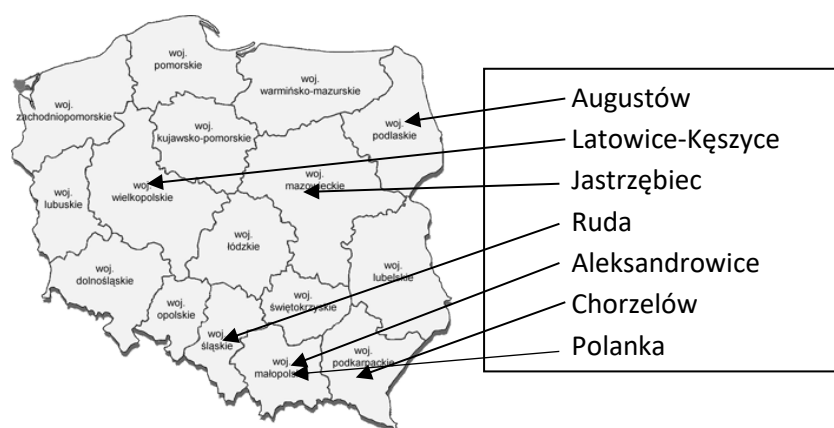 woj.
pomorskie
woj.
warmińsko-mazurskie
woj.
zachodniopomorskie
woj.
kujawsko-pomorskie
woj.
podlaskie
woj.
lubuskie
woj.
wielkopolskie
woj.
mazowieckie
woj.
łódzkie
woj.
lubelskie
woj.
dolnośląskie
woj.
opolskie
woj.
śląskie
woj.
świętokrzyskie
woj.
małopols
woj.
podkarpackie
Augustów
Latowice-Kęszyce
Jastrzębiec
Ruda
Aleksandrowice
Chorzelów
Polanka